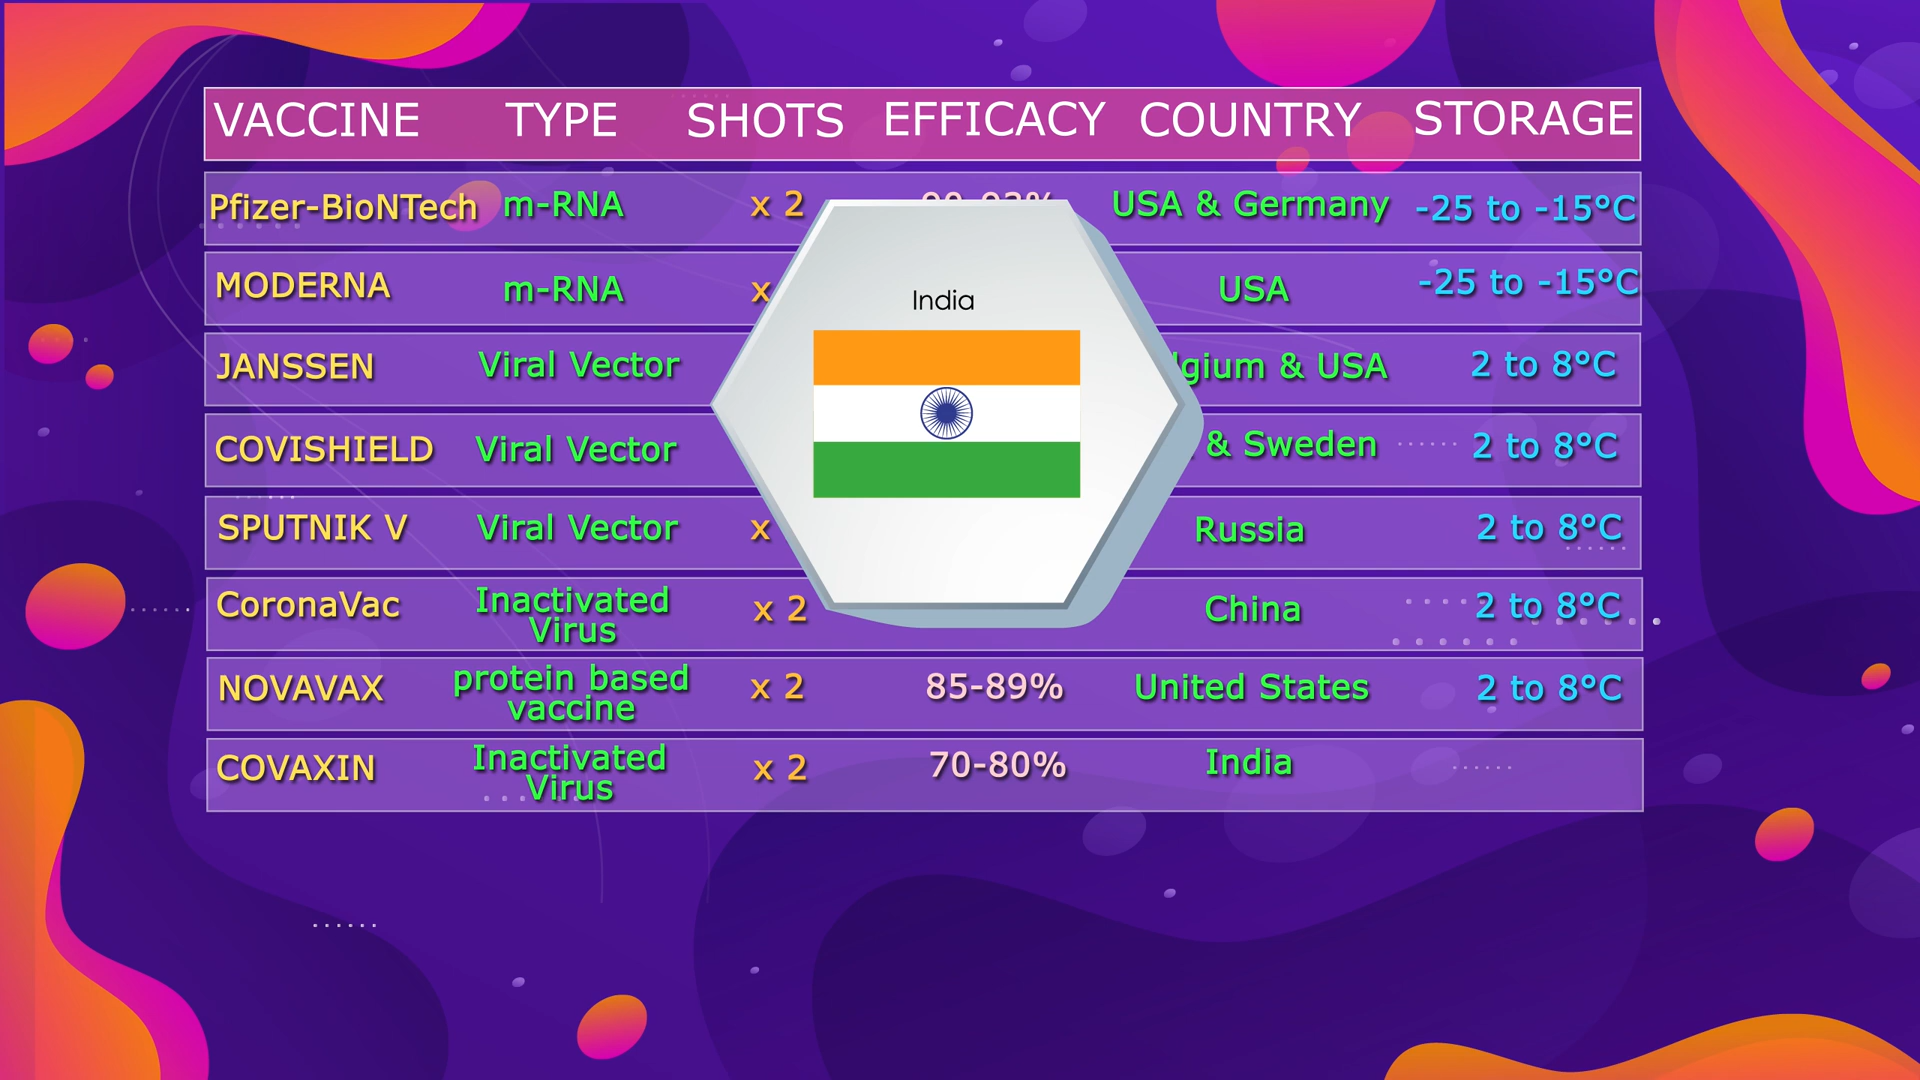 VACCINE TYPE SHOTS EFFICACY COUNTRY STORAGE
Pfizer-BioNTech m-RNA x 2 USA & Germany -25 to -15°C
MODERNA m-RNA x USA -25 to -15°C
India
JANSSEN Viral Vector & USA 2 to 8°C
COVISHIELD Viral Vector & Sweden 2 to 8°C
SPUTNIK V Viral Vector x Russia 2 to 8°C
CoronaVac Inactivated Virus x 2 China 2 to 8°C
NOVAVAX protein based vaccine x 2 85-89% United States 2 to 8°C
COVAXIN Inactivated Virus x 2 70-80% India